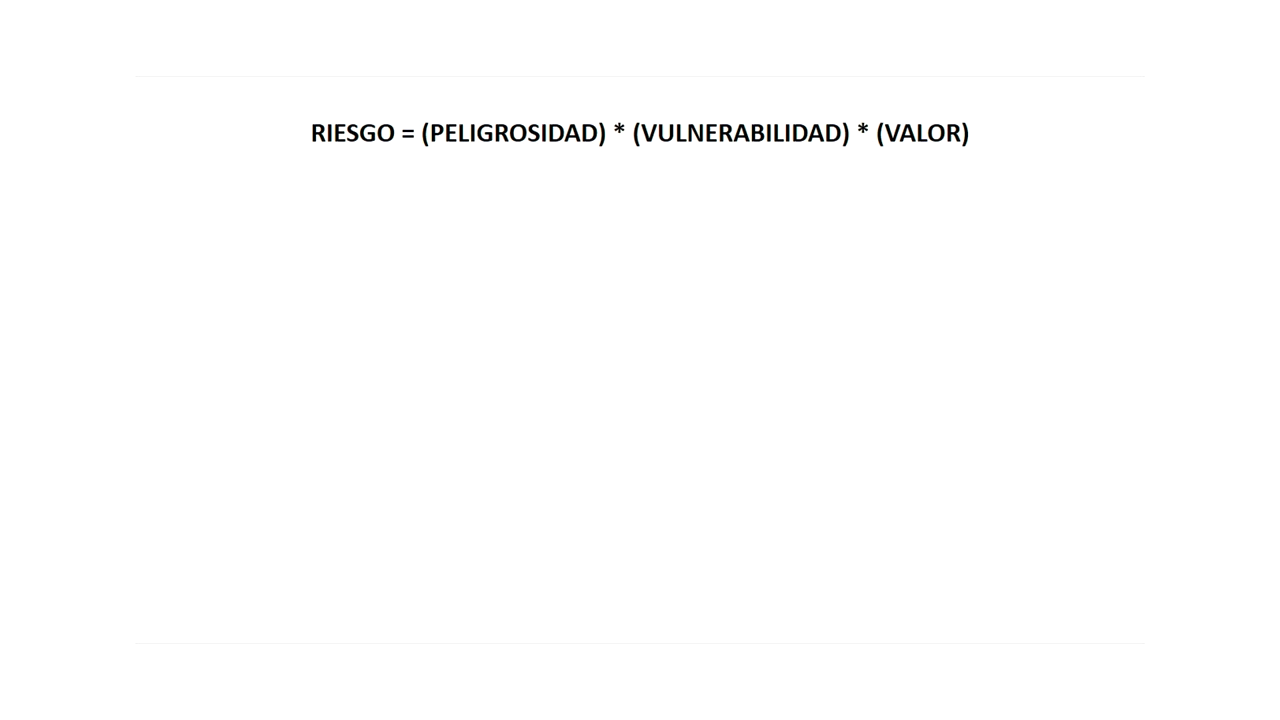 RIESGO = (PELIGROSIDAD) * (VULNERABILIDAD) * (VALOR)